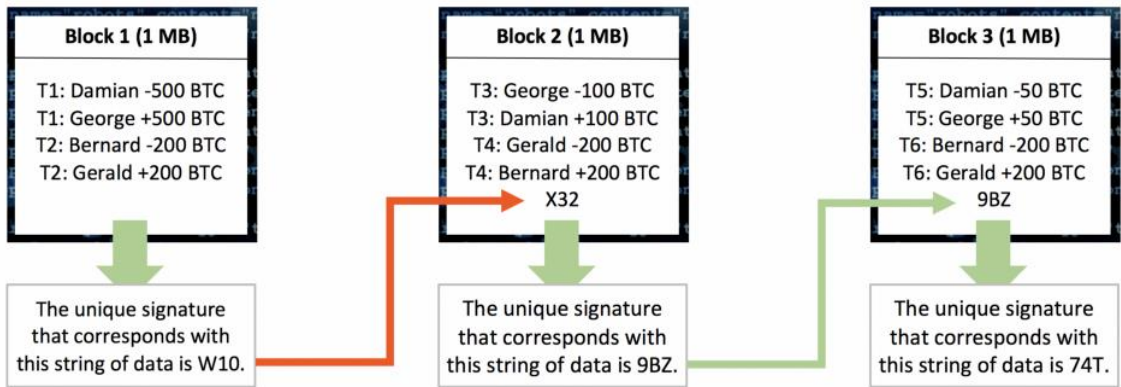 Block 1 (1 MB)
T1: Damian -500 BTC
T1: George +500 BTC
T2: Bernard -200 BTC
T2: Gerald +200 BTC
The unique signature
that corresponds with
this string of data is W10.
Block 2 (1 MB)
T3: George -100 BTC
T3: Damian +100 BTC
T4: Gerald -200 BTC
T4: Bernard +200 BTC
X32
The unique signature
that corresponds with
this string of data is 9BZ.
Block 3 (1 MB)
T5: Damian -50 BTC
T5: George +50 BTC
T6: Bernard -200 BTC
T6: Gerald +200 BTC
9BZ
The unique signature
that corresponds with
this string of data is 74T.